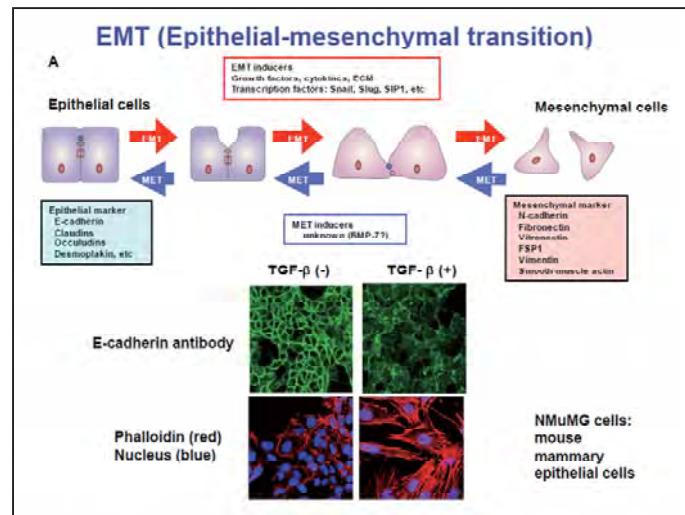 EMT (Epithelial-mesenchymal transition)
A
EMT inducers
Growth factors, cytokines, ECM
Transcription factors: Snail, Slug, SIP1, etc
Epithelial cells
Mesenchymal cells
EMT
EMT
EMT
MET
MET
MET
Epithelial marker
E-cadherin
Claudins
Occuludins
Desmoplakin, etc
MET inducers
unknown (BMP-7?)
Mesenchymal marker
N-cadherin
Fibronectin
Vitronectin
FSP1
Vimentin
Smooth-muscle actin
TGF-β (-)
TGF- β (+)
E-cadherin antibody
Phalloidin (red)
Nucleus (blue)
NMuMG cells:
mouse
mammary
epithelial cells